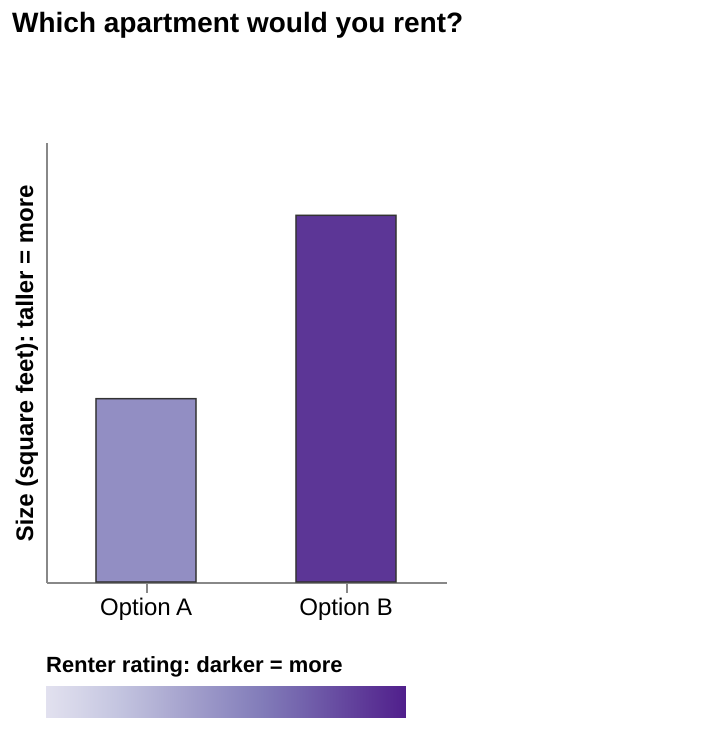 Which apartment would you rent?
Size (square feet): taller = more
Option A
Option B
Renter rating: darker = more